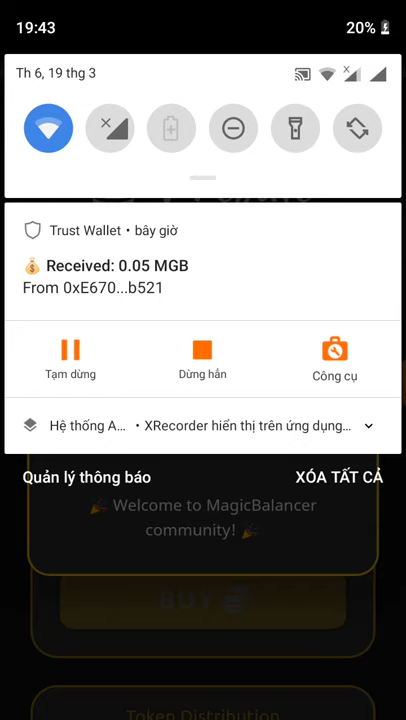 19:43
20%
Th 6, 19 thg 3
Trust Wallet • bây giờ
💰 Received: 0.05 MGB
From 0xE670...b521
Tạm dừng
Dừng hẳn
Công cụ
Hệ thống A... • XRecorder hiển thị trên ứng dụng...
Quản lý thông báo
XÓA TẤT CẢ
🎉 Welcome to MagicBalancer
community! 🎉
BUY
Token Distribution